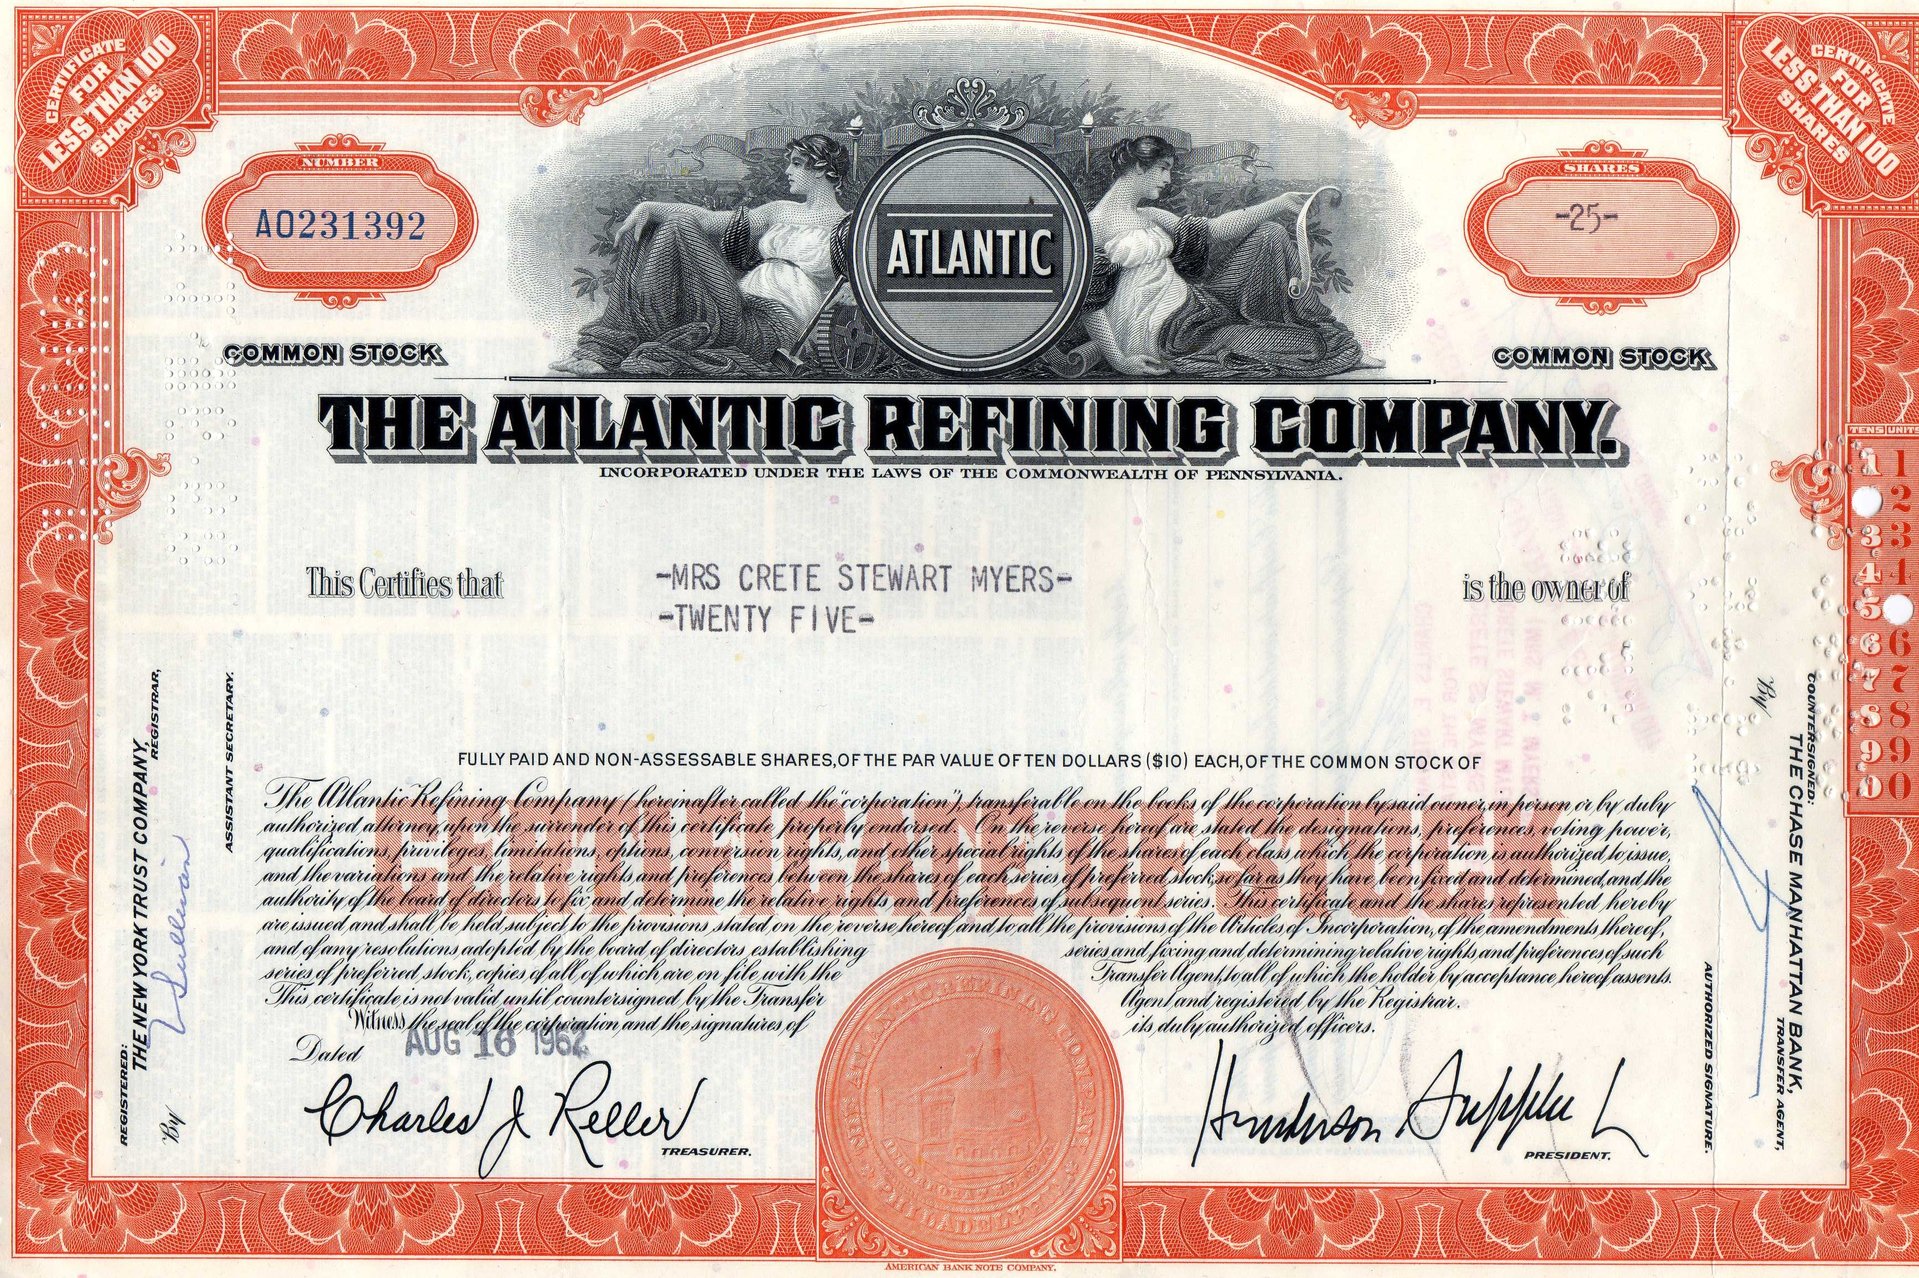 CERTIFICATE
FOR
LESS THAN 100
SHARES
CERTIFICATE
FOR
LESS THAN 100
SHARES
NUMBER
AO231392
SHARES
-25-
ATLANTIC
COMMON STOCK
COMMON STOCK
THE ATLANTIC REFINING COMPANY.
INCORPORATED UNDER THE LAWS OF THE COMMONWEALTH OF PENNSYLVANIA.
TENS UNITS
1 1
2
3 3
4 4
5
6 6
7 7
8 8
9 9
0 0
This Certifies that -MRS CRETE STEWART MYERS- is the owner of
-TWENTY FIVE-
FULLY PAID AND NON-ASSESSABLE SHARES, OF THE PAR VALUE OF TEN DOLLARS ($10) EACH, OF THE COMMON STOCK OF
The Atlantic Refining Company (hereinafter called the "corporation"), transferable on the books of the corporation by said owner, in person or by duly
authorized attorney, upon the surrender of this certificate properly endorsed. On the reverse hereof are stated the designations, preferences, voting power,
qualifications, privileges, limitations, options, conversion rights, and other special rights of the shares of each class which the corporation is authorized to issue,
and the variations and the relative rights and preferences between the shares of each series of preferred stock, so far as they have been fixed and determined, and the
authority of the board of directors to fix and determine the relative rights and preferences of subsequent series. This certificate and the shares represented hereby
are issued and shall be held subject to the provisions stated on the reverse hereof and to all the provisions of the Articles of Incorporation, of the amendments thereof,
and of any resolutions adopted by the board of directors establishing series and fixing and determining relative rights and preferences of such
series of preferred stock, copies of all of which are on file with the Transfer Agent, to all of which the holder by acceptance hereof assents.
This certificate is not valid until countersigned by the Transfer Agent and registered by the Registrar.
Witness the seal of the corporation and the signatures of its duly authorized officers.
Dated AUG 16 1962
Charles J Keller
TREASURER.
Henderson Supplee Jr
PRESIDENT.
REGISTERED:
THE NEW YORK TRUST COMPANY,
REGISTRAR,
By Sullivan
ASSISTANT SECRETARY.
COUNTERSIGNED:
THE CHASE MANHATTAN BANK,
TRANSFER AGENT,
By
AUTHORIZED SIGNATURE.
AMERICAN BANK NOTE COMPANY.